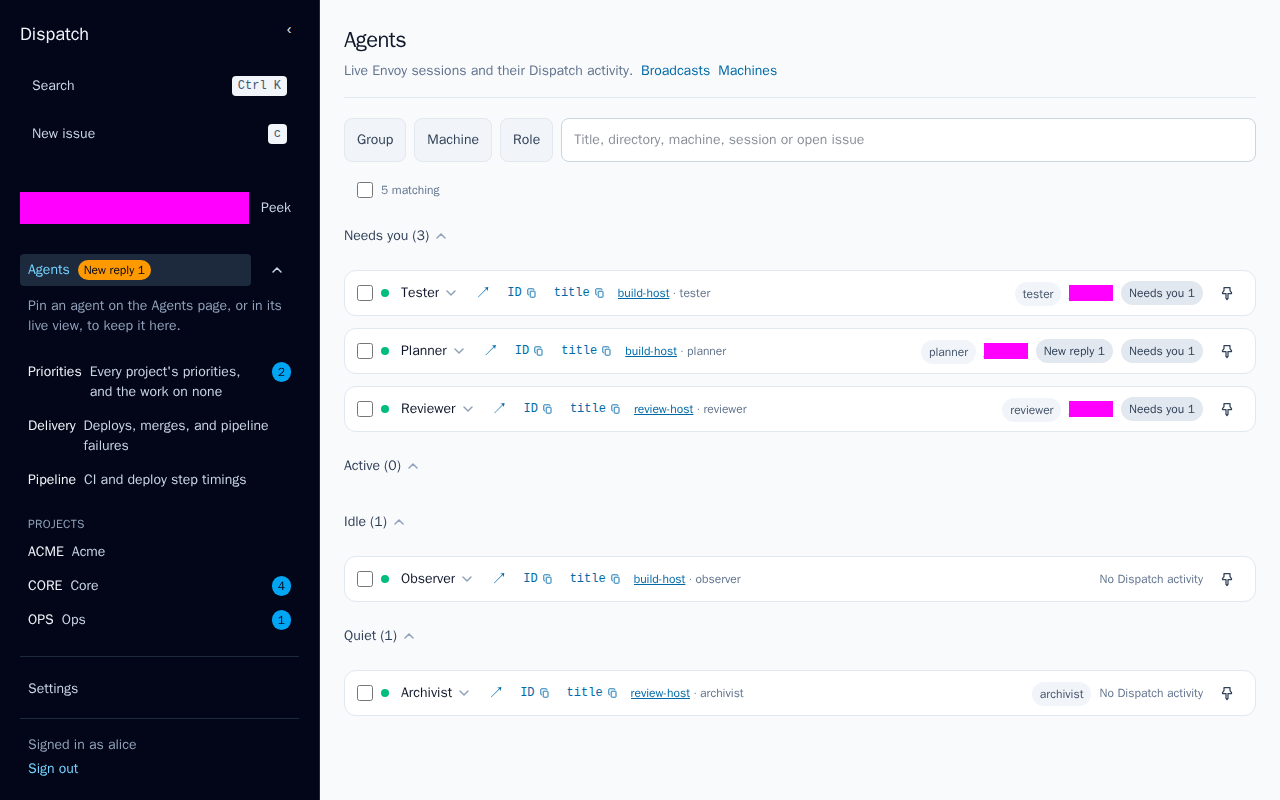 Dispatch
Search Ctrl K
New issue c
Peek
Agents New reply 1
Pin an agent on the Agents page, or in its
live view, to keep it here.
Priorities Every project's priorities, 2
and the work on none
Delivery Deploys, merges, and pipeline
failures
Pipeline CI and deploy step timings
PROJECTS
ACME Acme
CORE Core 4
OPS Ops 1
Settings
Signed in as alice
Sign out
Agents
Live Envoy sessions and their Dispatch activity. Broadcasts Machines
Group Machine Role Title, directory, machine, session or open issue
5 matching
Needs you (3)
Tester ID title build-host · tester tester Needs you 1
Planner ID title build-host · planner planner New reply 1 Needs you 1
Reviewer ID title review-host · reviewer reviewer Needs you 1
Active (0)
Idle (1)
Observer ID title build-host · observer No Dispatch activity
Quiet (1)
Archivist ID title review-host · archivist archivist No Dispatch activity